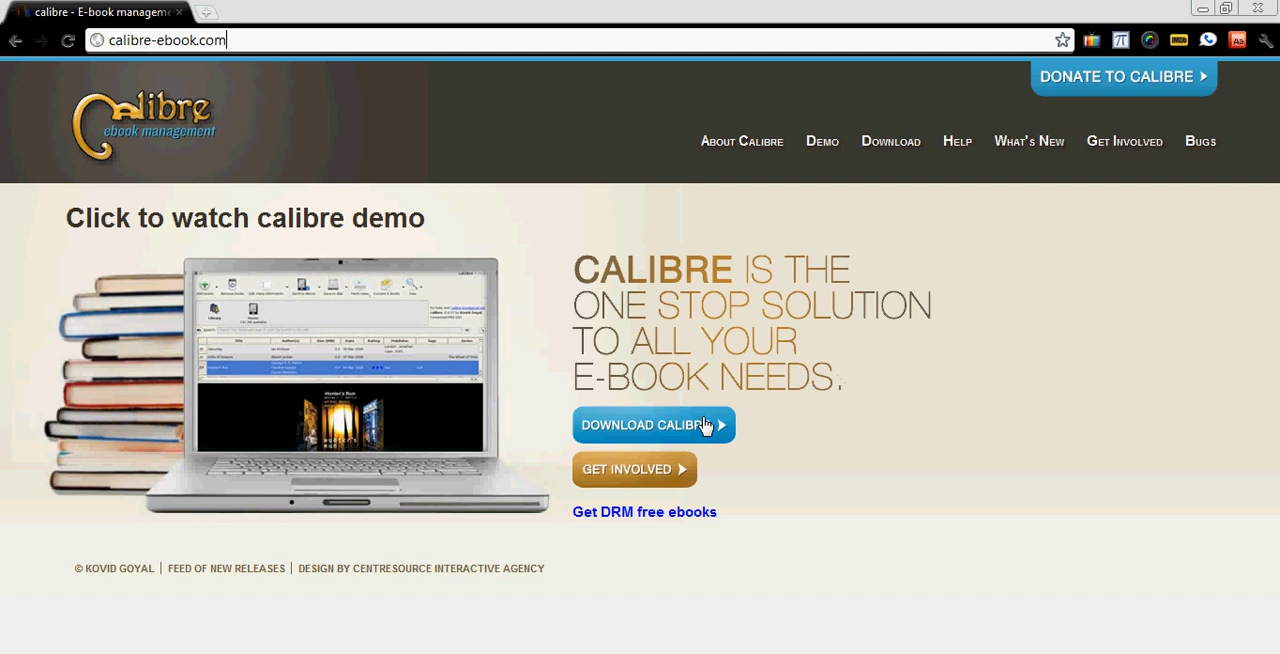 calibre - E-book managem
calibre-ebook.com
DONATE TO CALIBRE
Calibre
ebook management
ABOUT CALIBRE DEMO DOWNLOAD HELP WHAT'S NEW GET INVOLVED BUGS
Click to watch calibre demo
CALIBRE IS THE
ONE STOP SOLUTION
TO ALL YOUR
E-BOOK NEEDS.
DOWNLOAD CALIBR
GET INVOLVED
Get DRM free ebooks
© KOVID GOYAL | FEED OF NEW RELEASES | DESIGN BY CENTRESOURCE INTERACTIVE AGENCY